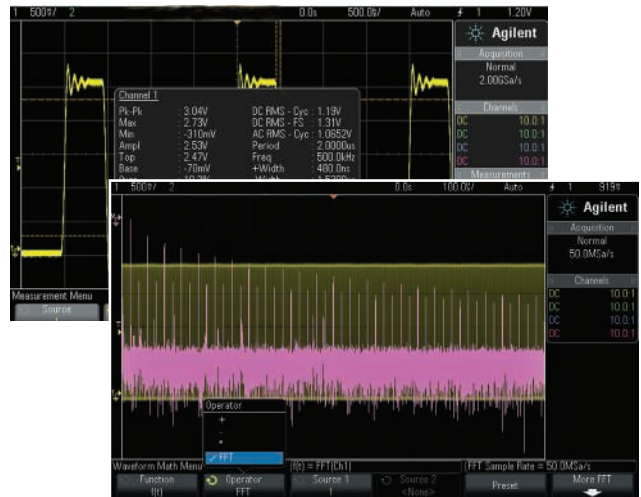 1 500▽/ 2 0.0s 500.0▽/ Auto 1 1.20V
Agilent
Acquisition
Normal
2.00GSa/s
Channels
DC 10.0:1
DC 10.0:1
DC 10.0:1
DC 10.0:1
Measurements
Channel 1
Pk-Pk : 3.04V DC RMS - Cyc : 1.19V
Max : 2.73V DC RMS - FS : 1.31V
Min : -310mV AC RMS - Cyc : 1.0652V
Ampl : 2.53V Period : 2.0000us
Top : 2.47V Freq : 500.0kHz
Base : -70mV +Width : 480.0ns
Measurement Menu
Source
1 500▽/ 2 0.0s 100.0▽/ Auto 1 919▽
Agilent
Acquisition
Normal
50.0MSa/s
Channels
DC 10.0:1
DC 10.0:1
DC 10.0:1
DC 10.0:1
Operator
+
-
FFT
Waveform Math Menu f(t) = FFT(Ch1) FFT Sample Rate = 50.0MSa/s
Function Operator Source 1 Source 2 Preset More FFT
f(t) FFT 1 <None>